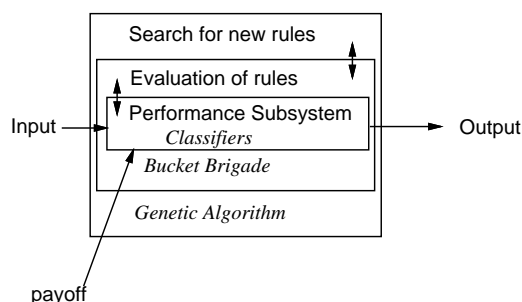 Search for new rules
Evaluation of rules
Performance Subsystem
Input
Output
Classifiers
Bucket Brigade
Genetic Algorithm
payoff